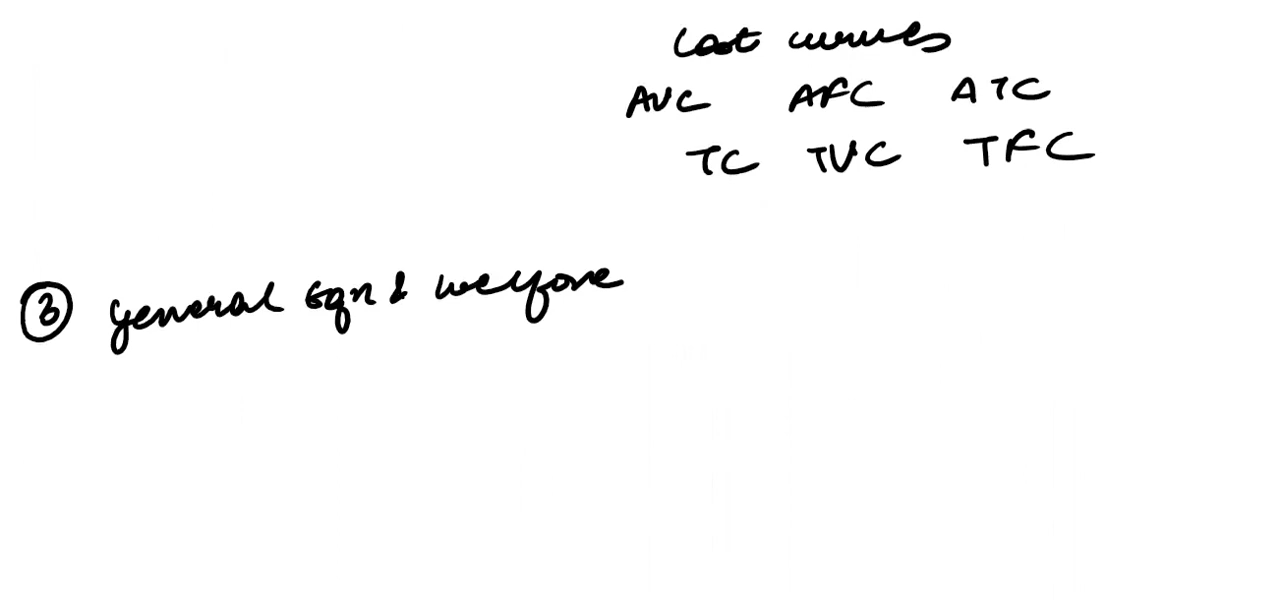 Cost curves
AVC AFC ATC
TC TVC TFC
③ General Eqn & welfare